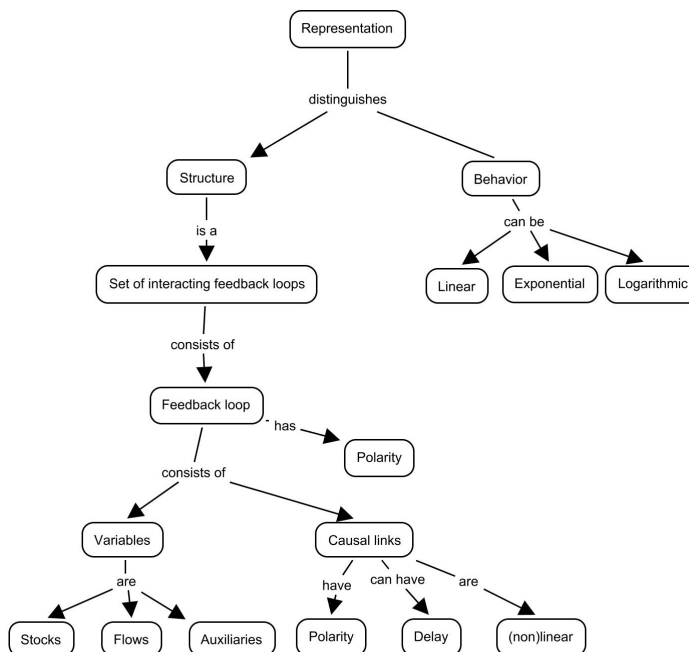 Representation
distinguishes
Structure
Behavior
is a
can be
Set of interacting feedback loops
Linear
Exponential
Logarithmic
consists of
Feedback loop
has
Polarity
consists of
Variables
Causal links
are
have
can have
are
Stocks
Flows
Auxiliaries
Polarity
Delay
(non)linear